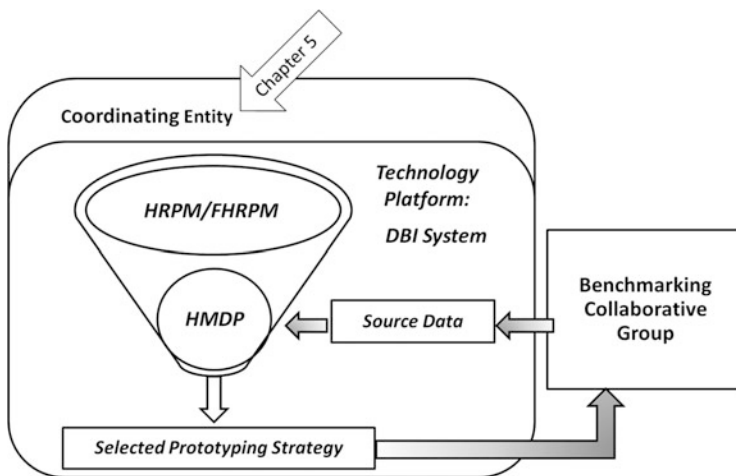 Chapter 5
Coordinating Entity
HRPM/FHRPM
Technology
Platform:
DBI System
HMDP
Source Data
Benchmarking
Collaborative
Group
Selected Prototyping Strategy